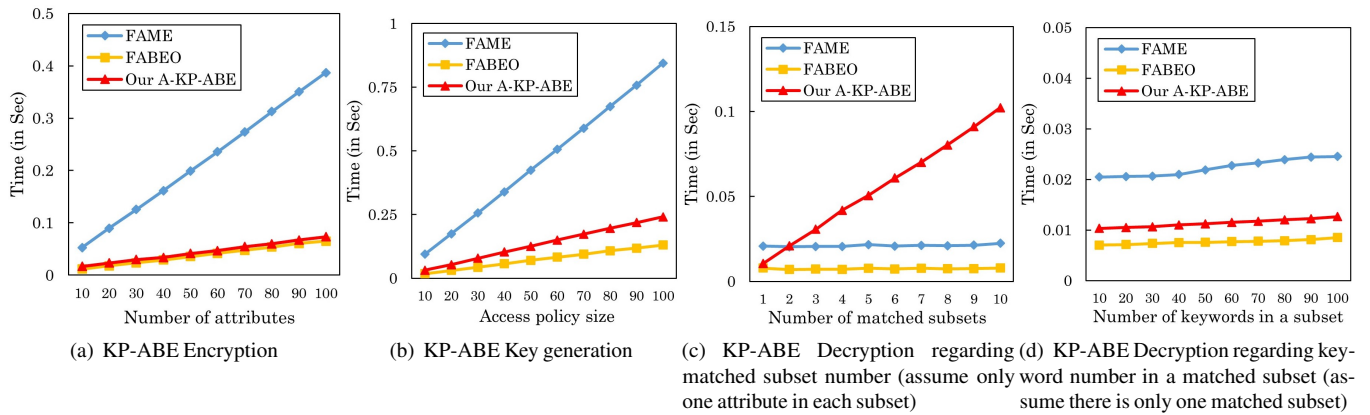 0.5
0.4
0.3
0.2
0.1
0
Time (in Sec)
FAME
FABEO
Our A-KP-ABE
10 20 30 40 50 60 70 80 90 100
Number of attributes
(a) KP-ABE Encryption
1
0.75
0.5
0.25
0
Time (in Sec)
FAME
FABEO
Our A-KP-ABE
10 20 30 40 50 60 70 80 90 100
Access policy size
(b) KP-ABE Key generation
0.15
0.1
0.05
0
Time (in Sec)
FAME
FABEO
Our A-KP-ABE
1 2 3 4 5 6 7 8 9 10
Number of matched subsets
(c) KP-ABE Decryption regarding
matched subset number (assume only
one attribute in each subset)
0.05
0.04
0.03
0.02
0.01
0
Time (in Sec)
FAME
FABEO
Our A-KP-ABE
10 20 30 40 50 60 70 80 90 100
Number of keywords in a subset
(d) KP-ABE Decryption regarding key-
word number in a matched subset (as-
sume there is only one matched subset)